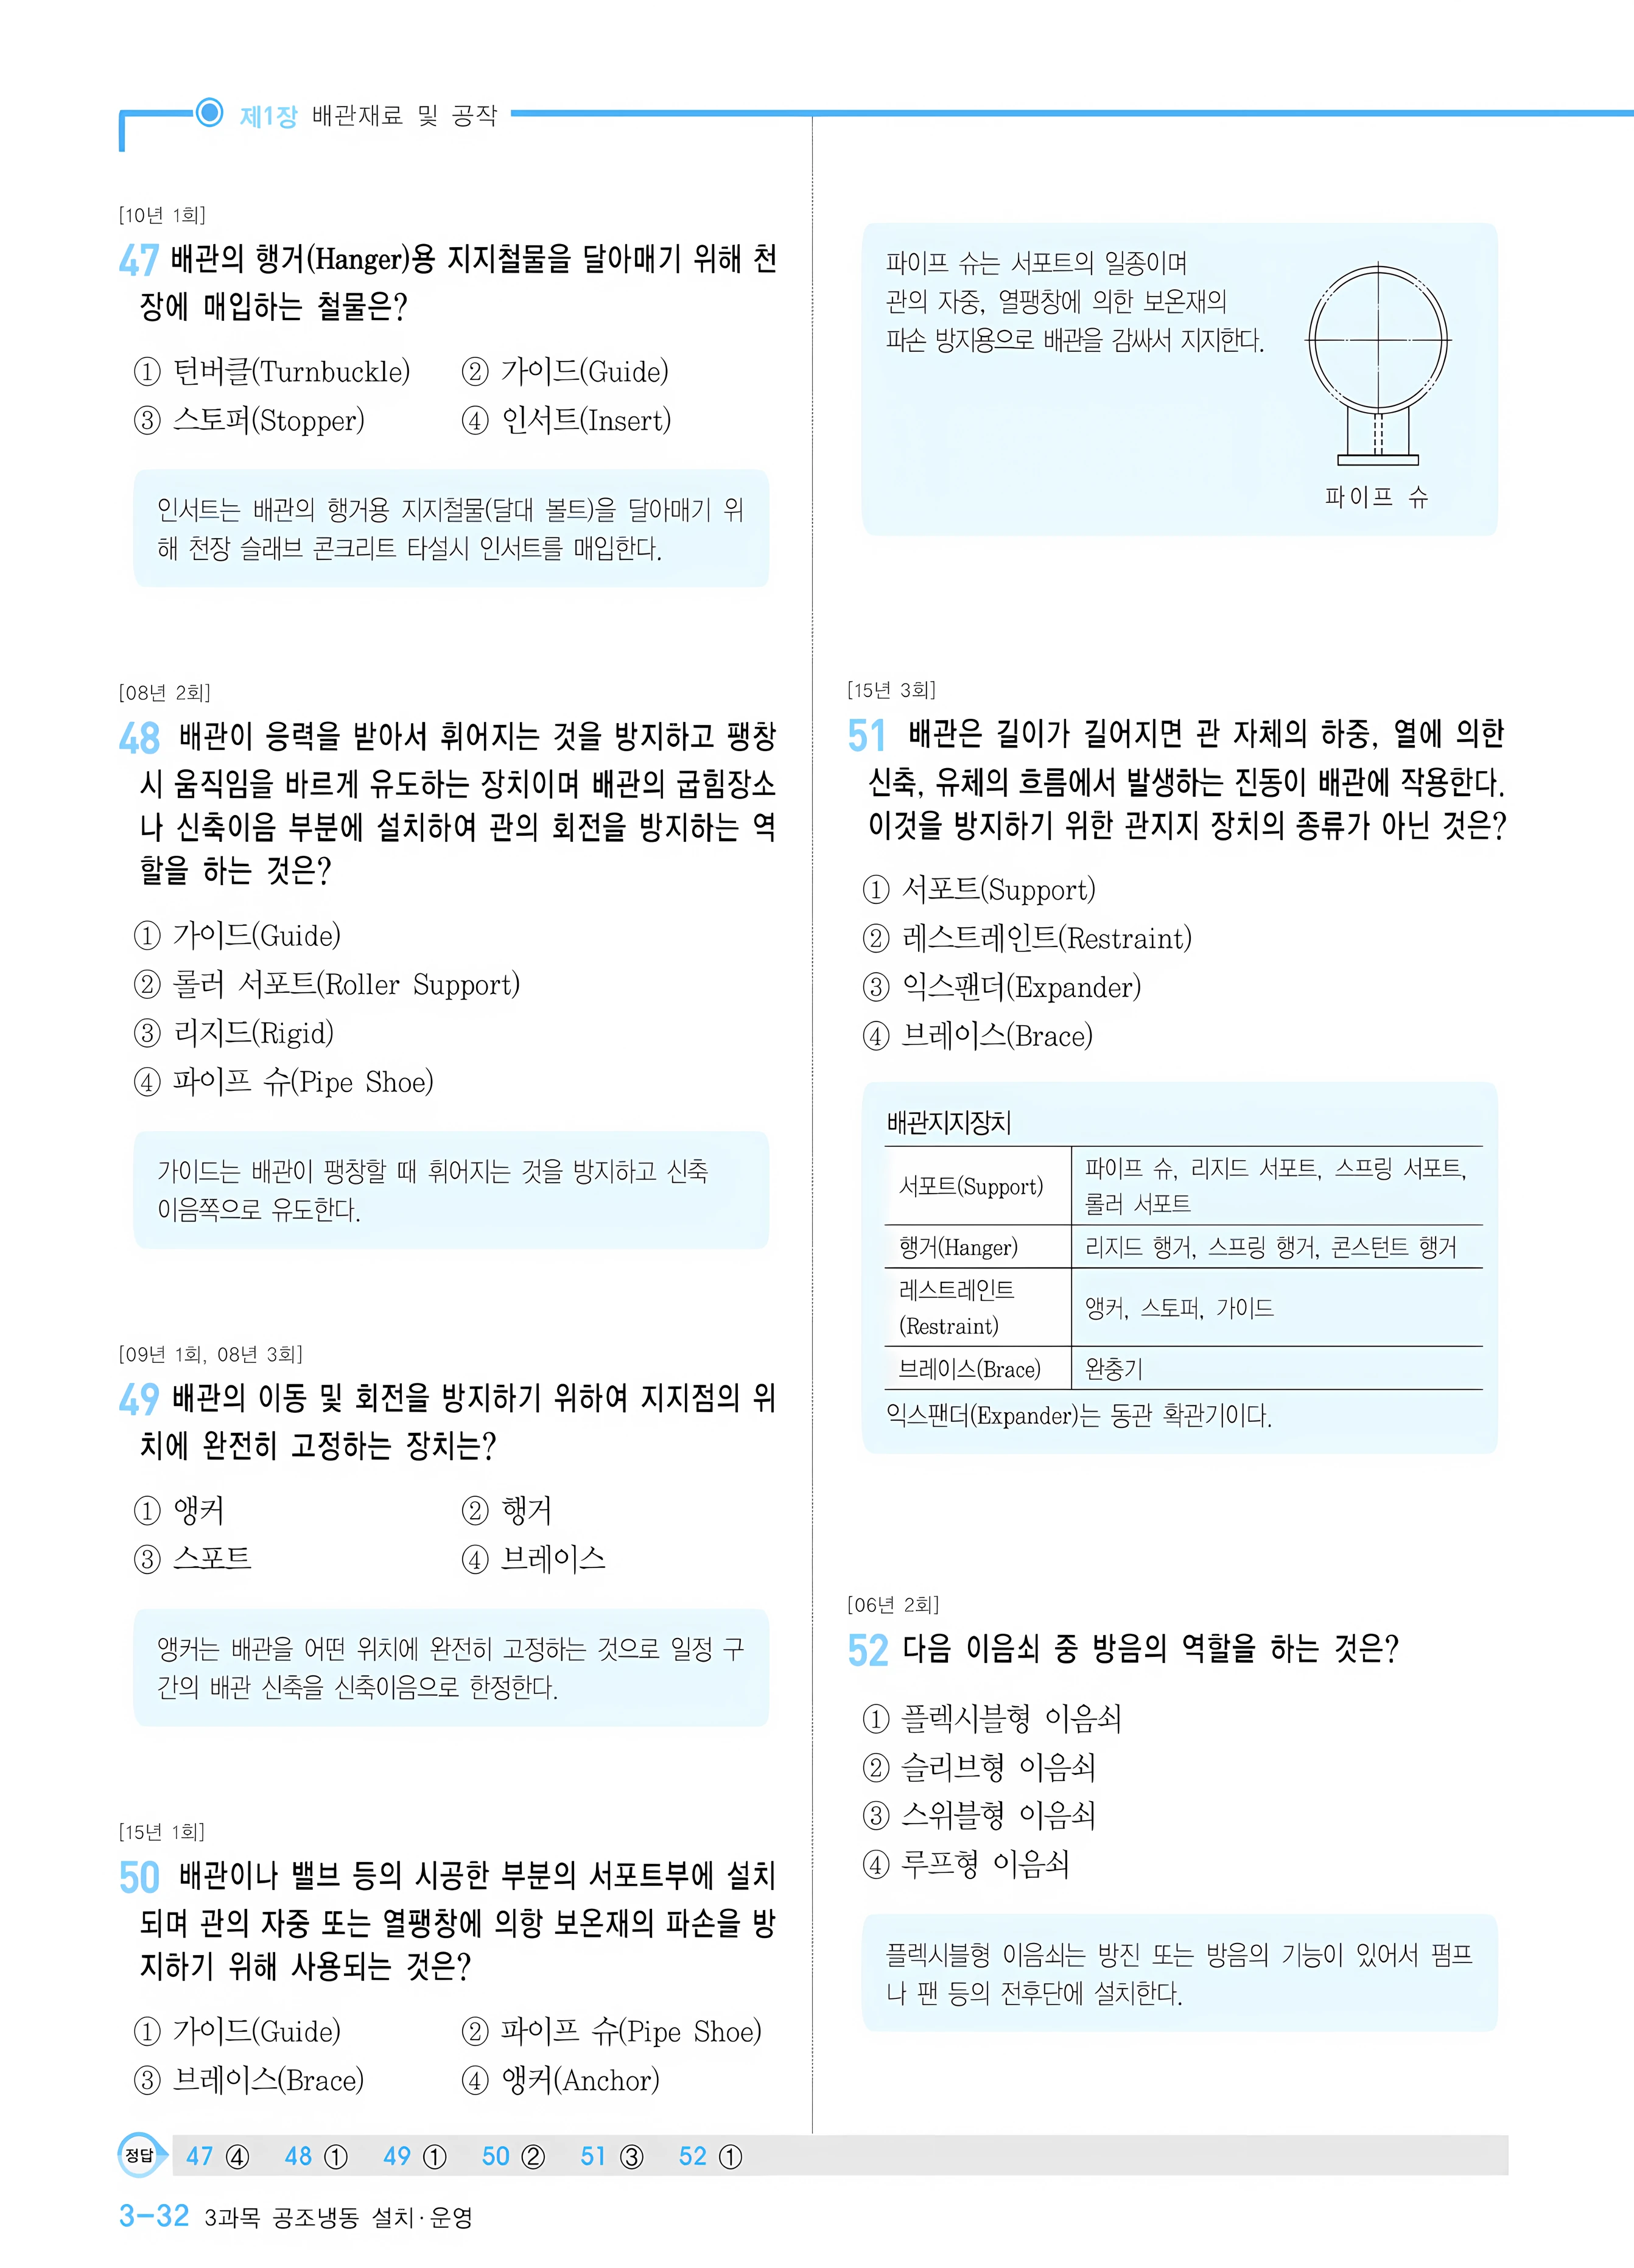 제1장 배관재료 및 공작
[10년 1회]
47 배관의 행거(Hanger)용 지지철물을 달아매기 위해 천
장에 매입하는 철물은?
① 턴버클(Turnbuckle) ② 가이드(Guide)
③ 스토퍼(Stopper) ④ 인서트(Insert)
인서트는 배관의 행거용 지지철물(달대 볼트)을 달아매기 위
해 천장 슬래브 콘크리트 타설시 인서트를 매입한다.
[08년 2회]
48 배관이 응력을 받아서 휘어지는 것을 방지하고 팽창
시 움직임을 바르게 유도하는 장치이며 배관의 굽힘장소
나 신축이음 부분에 설치하여 관의 회전을 방지하는 역
할을 하는 것은?
① 가이드(Guide)
② 롤러 서포트(Roller Support)
③ 리지드(Rigid)
④ 파이프 슈(Pipe Shoe)
가이드는 배관이 팽창할 때 휘어지는 것을 방지하고 신축
이음쪽으로 유도한다.
[09년 1회, 08년 3회]
49 배관의 이동 및 회전을 방지하기 위하여 지지점의 위
치에 완전히 고정하는 장치는?
① 앵커 ② 행거
③ 스포트 ④ 브레이스
앵커는 배관을 어떤 위치에 완전히 고정하는 것으로 일정 구
간의 배관 신축을 신축이음으로 한정한다.
[15년 1회]
50 배관이나 밸브 등의 시공한 부분의 서포트부에 설치
되며 관의 자중 또는 열팽창에 의항 보온재의 파손을 방
지하기 위해 사용되는 것은?
① 가이드(Guide) ② 파이프 슈(Pipe Shoe)
③ 브레이스(Brace) ④ 앵커(Anchor)
파이프 슈는 서포트의 일종이며
관의 자중, 열팽창에 의한 보온재의
파손 방지용으로 배관을 감싸서 지지한다.
파이프 슈
[15년 3회]
51 배관은 길이가 길어지면 관 자체의 하중, 열에 의한
신축, 유체의 흐름에서 발생하는 진동이 배관에 작용한다.
이것을 방지하기 위한 관지지 장치의 종류가 아닌 것은?
① 서포트(Support)
② 레스트레인트(Restraint)
③ 익스팬더(Expander)
④ 브레이스(Brace)
배관지지장치
서포트(Support) 파이프 슈, 리지드 서포트, 스프링 서포트,
롤러 서포트
행거(Hanger) 리지드 행거, 스프링 행거, 콘스턴트 행거
레스트레인트
(Restraint) 앵커, 스토퍼, 가이드
브레이스(Brace) 완충기
익스팬더(Expander)는 동관 확관기이다.
[06년 2회]
52 다음 이음쇠 중 방음의 역할을 하는 것은?
① 플렉시블형 이음쇠
② 슬리브형 이음쇠
③ 스위블형 이음쇠
④ 루프형 이음쇠
플렉시블형 이음쇠는 방진 또는 방음의 기능이 있어서 펌프
나 팬 등의 전후단에 설치한다.
정답 47 ④ 48 ① 49 ① 50 ② 51 ③ 52 ①
3-32 3과목 공조냉동 설치·운영